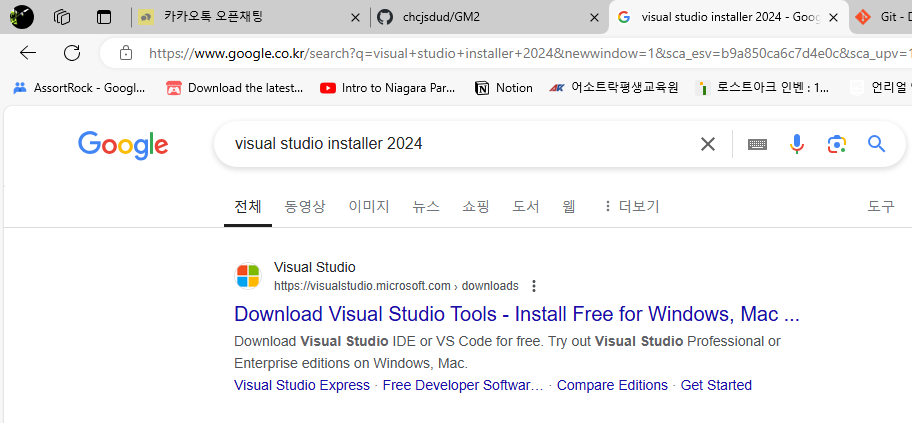 카카오톡 오픈채팅
chcjsdud/GM2
visual studio installer 2024 - Goog
Git - D
https://www.google.co.kr/search?q=visual+studio+installer+2024&newwindow=1&sca_esv=b9a850ca6c7d4e0c&sca_upv=1
AssortRock - Googl...
Download the latest...
Intro to Niagara Par...
Notion
어소트락평생교육원
로스트아크 인벤 : 1...
언리얼
Google
visual studio installer 2024
전체
동영상
이미지
뉴스
쇼핑
도서
웹
더보기
도구
Visual Studio
https://visualstudio.microsoft.com › downloads
Download Visual Studio Tools - Install Free for Windows, Mac ...
Download Visual Studio IDE or VS Code for free. Try out Visual Studio Professional or
Enterprise editions on Windows, Mac.
Visual Studio Express · Free Developer Softwar… · Compare Editions · Get Started